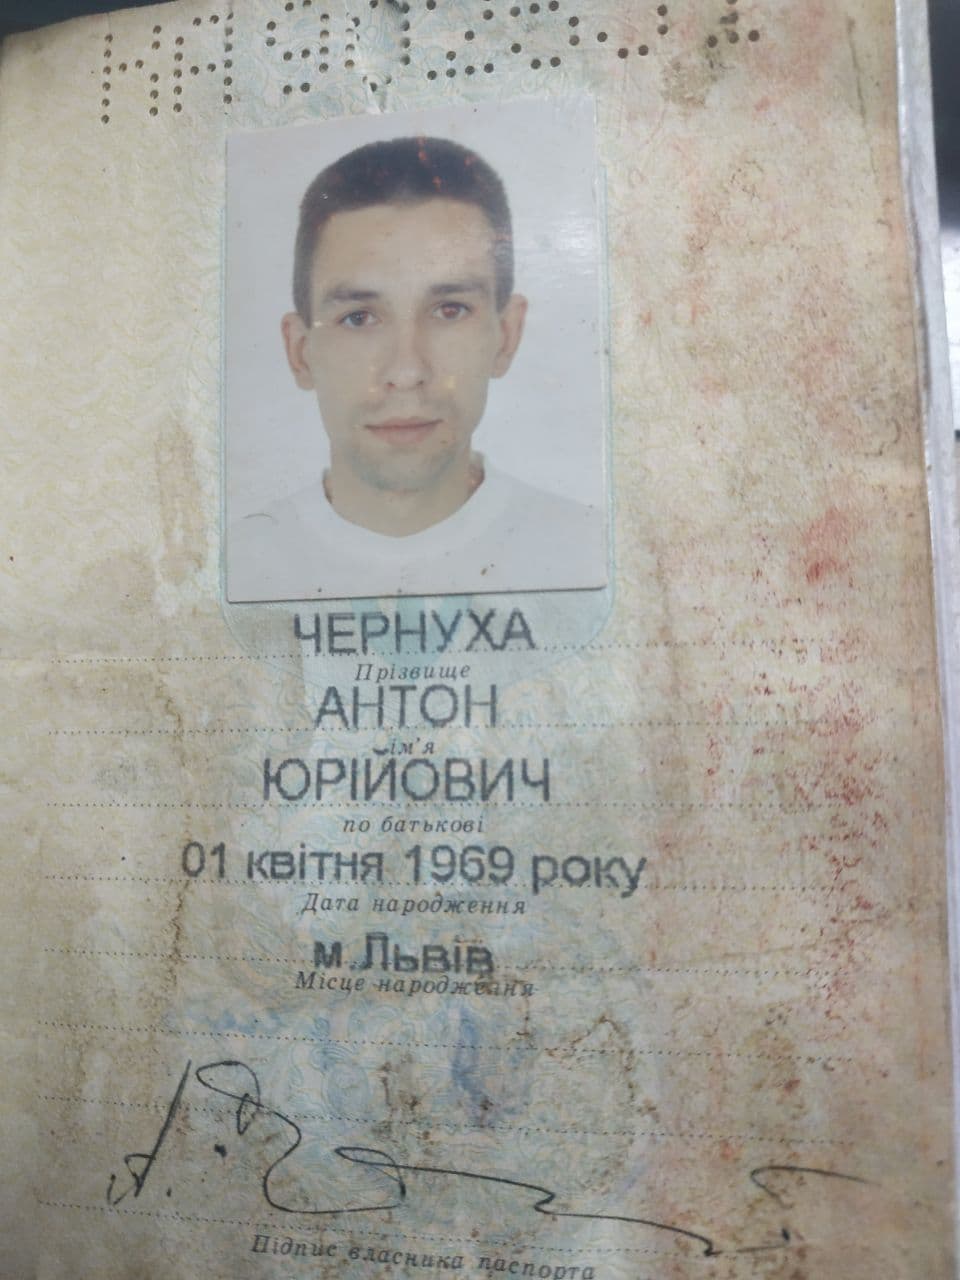 ЧЕРНУХА
Прізвище
АНТОН
ім'я
ЮРІЙОВИЧ
по батькові
01 квітня 1969 року
Дата народження
м.Львів
Місце народження
Підпис власника паспорта